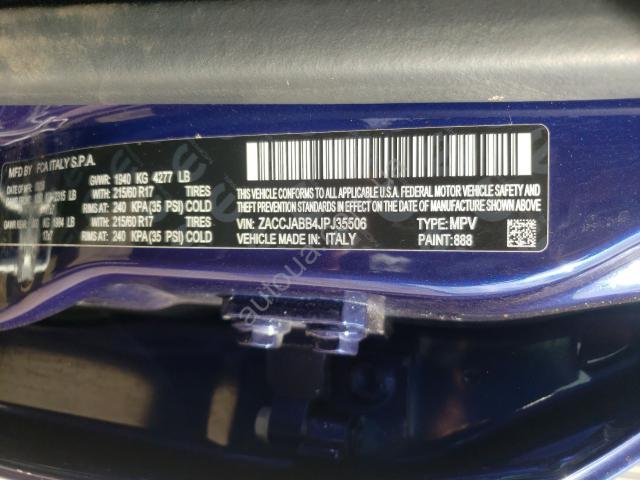 MFD BY FCA ITALY S.P.A.
GVWR: 1940 KG 4277 LB
215/60 R17 TIRES
RIMS AT: 240 KPA(35 PSI) COLD
215/60 R17 TIRES
RIMS AT: 240 KPA(35 PSI) COLD
THIS VEHICLE CONFORMS TO ALL APPLICABLE U.S.A. FEDERAL MOTOR VEHICLE SAFETY AND
THEFT PREVENTION STANDARDS IN EFFECT ON THE DATE OF MANUFACTURE SHOWN ABOVE
VIN: ZACCJABB4JPJ35506 TYPE: MPV
VEHICLE MADE IN: ITALY PAINT: 888